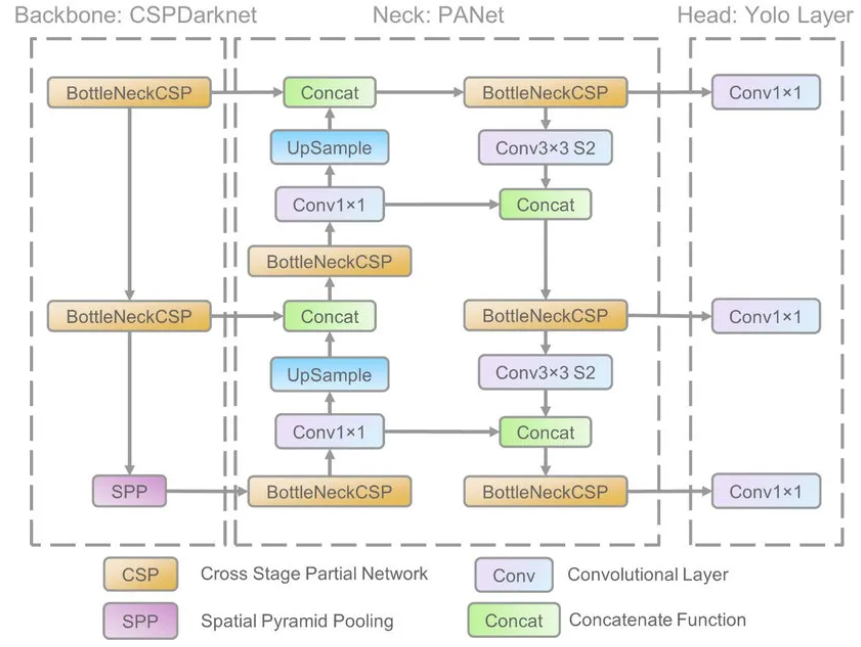 Backbone: CSPDarknet Neck: PANet Head: Yolo Layer
BottleNeckCSP Concat BottleNeckCSP Conv1×1
UpSample Conv3×3 S2
Conv1×1 Concat
BottleNeckCSP
BottleNeckCSP Concat BottleNeckCSP Conv1×1
UpSample Conv3×3 S2
Conv1×1 Concat
SPP BottleNeckCSP BottleNeckCSP Conv1×1
CSP Cross Stage Partial Network Conv Convolutional Layer
SPP Spatial Pyramid Pooling Concat Concatenate Function